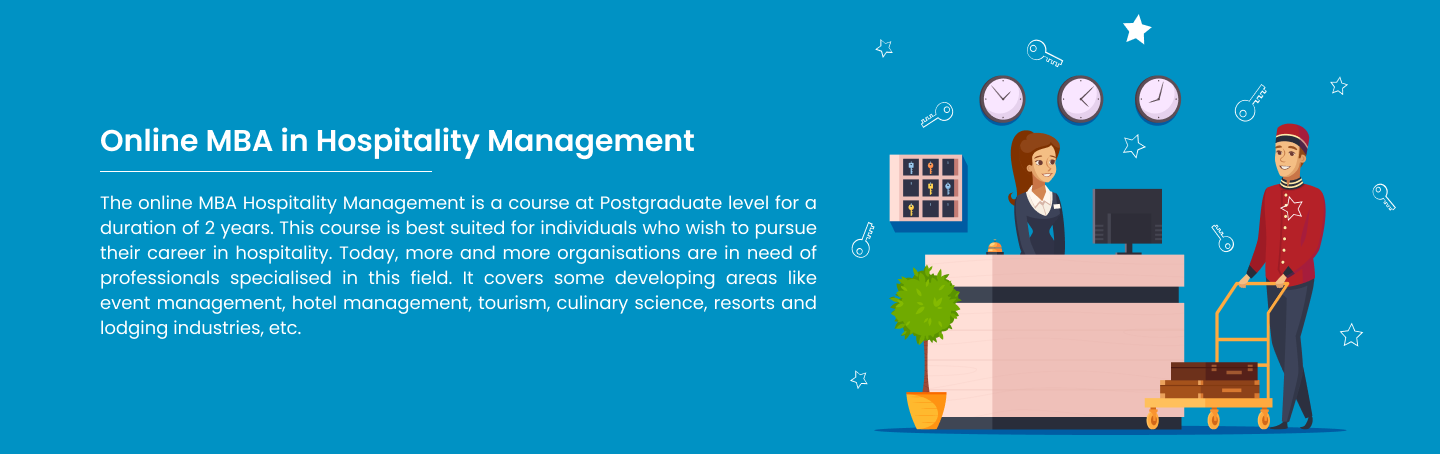 Online MBA in Hospitality Management
The online MBA Hospitality Management is a course at Postgraduate level for a
duration of 2 years. This course is best suited for individuals who wish to pursue
their career in hospitality. Today, more and more organisations are in need of
professionals specialised in this field. It covers some developing areas like
event management, hotel management, tourism, culinary science, resorts and
lodging industries, etc.